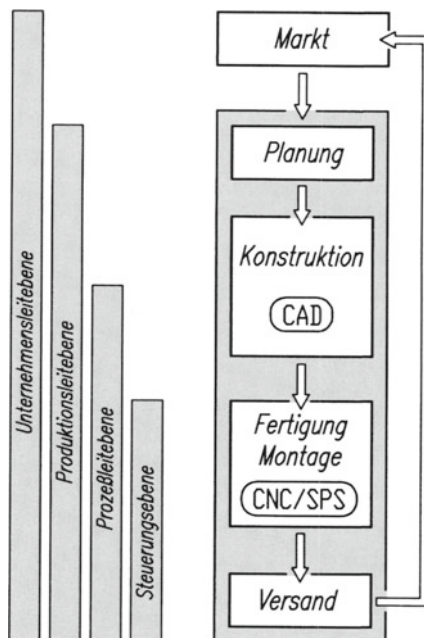 Unternehmensleitebene
Produktionsleitebene
Prozeßleitebene
Steuerungsebene
Markt
Planung
Konstruktion
CAD
Fertigung
Montage
CNC/SPS
Versand